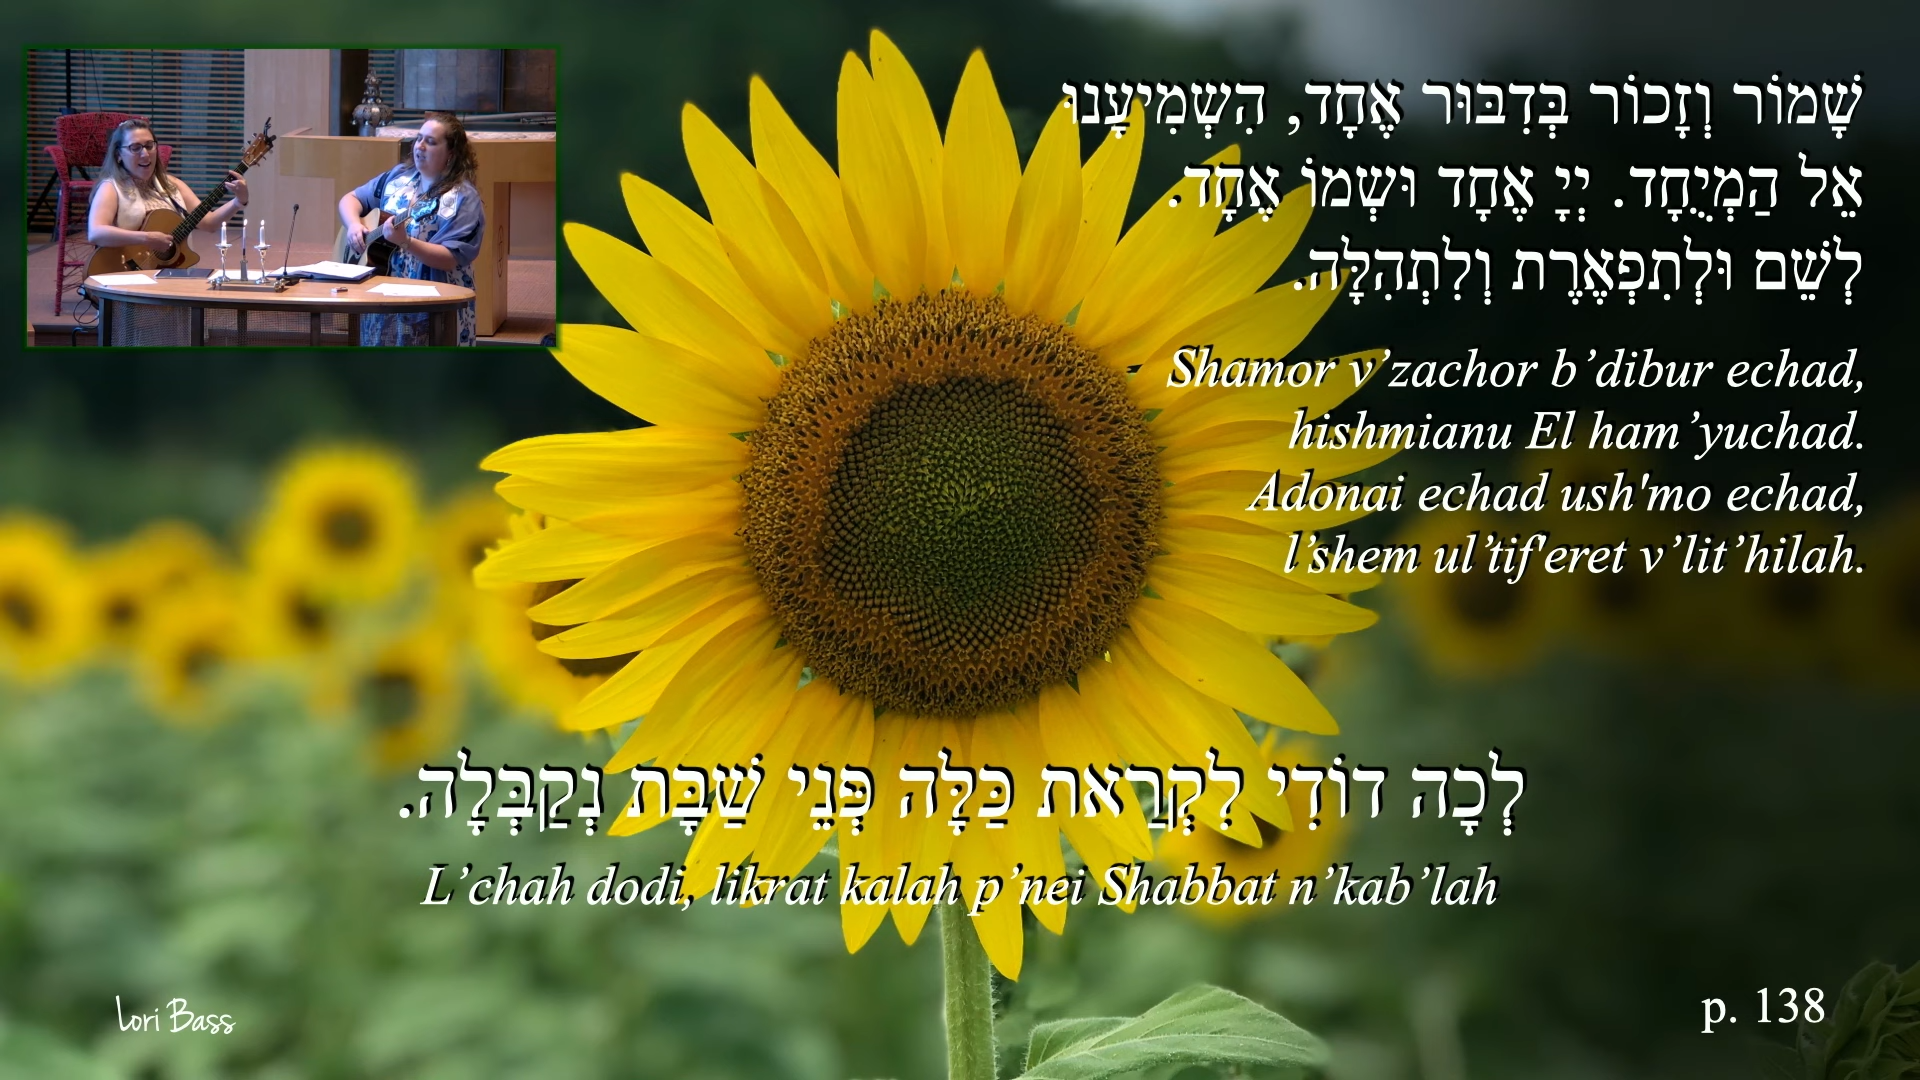 שָׁמוֹר וְזָכוֹר בְּדִבּוּר אֶחָד, הִשְׁמִיעָנוּ
אֵל הַמְיֻחָד. יְיָ אֶחָד וּשְׁמוֹ אֶחָד.
לְשֵׁם וּלְתִפְאֶרֶת וְלִתְהִלָּה.
Shamor v’zachor b’dibur echad,
hishmianu El ham’yuchad.
Adonai echad ush'mo echad,
l’shem ul’tif'eret v’lit’hilah.
לְכָה דוֹדִי לִקְרַאת כַּלָּה פְּנֵי שַׁבָּת נְקַבְּלָה.
L’chah dodi, likrat kalah p’nei Shabbat n’kab’lah
Lori Bass
p. 138